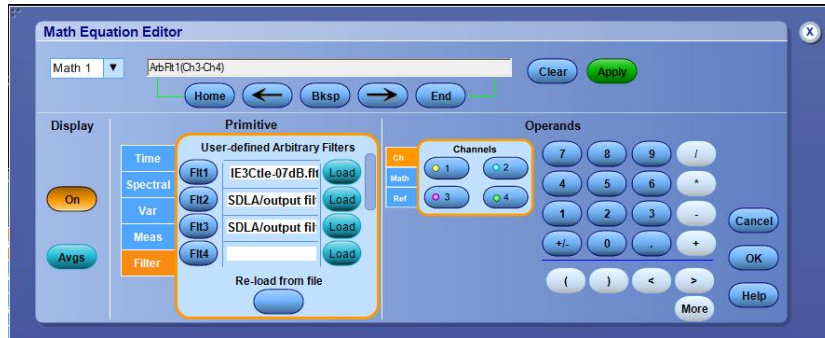 Math Equation Editor
X
Math 1
ArbFlt1(Ch3-Ch4)
Clear
Apply
Home
Bksp
End
Display
Primitive
Operands
On
Avgs
Time
Spectral
Var
Meas
Filter
User-defined Arbitrary Filters
Flt1 IE3Ctle-07dB.flt Load
Flt2 SDLA/output fil Load
Flt3 SDLA/output fil Load
Flt4 Load
Re-load from file
Ch
Math
Ref
Channels
1 2
3 4
7 8 9 /
4 5 6 *
1 2 3 -
+/- 0 . +
( ) < >
More
Cancel
OK
Help